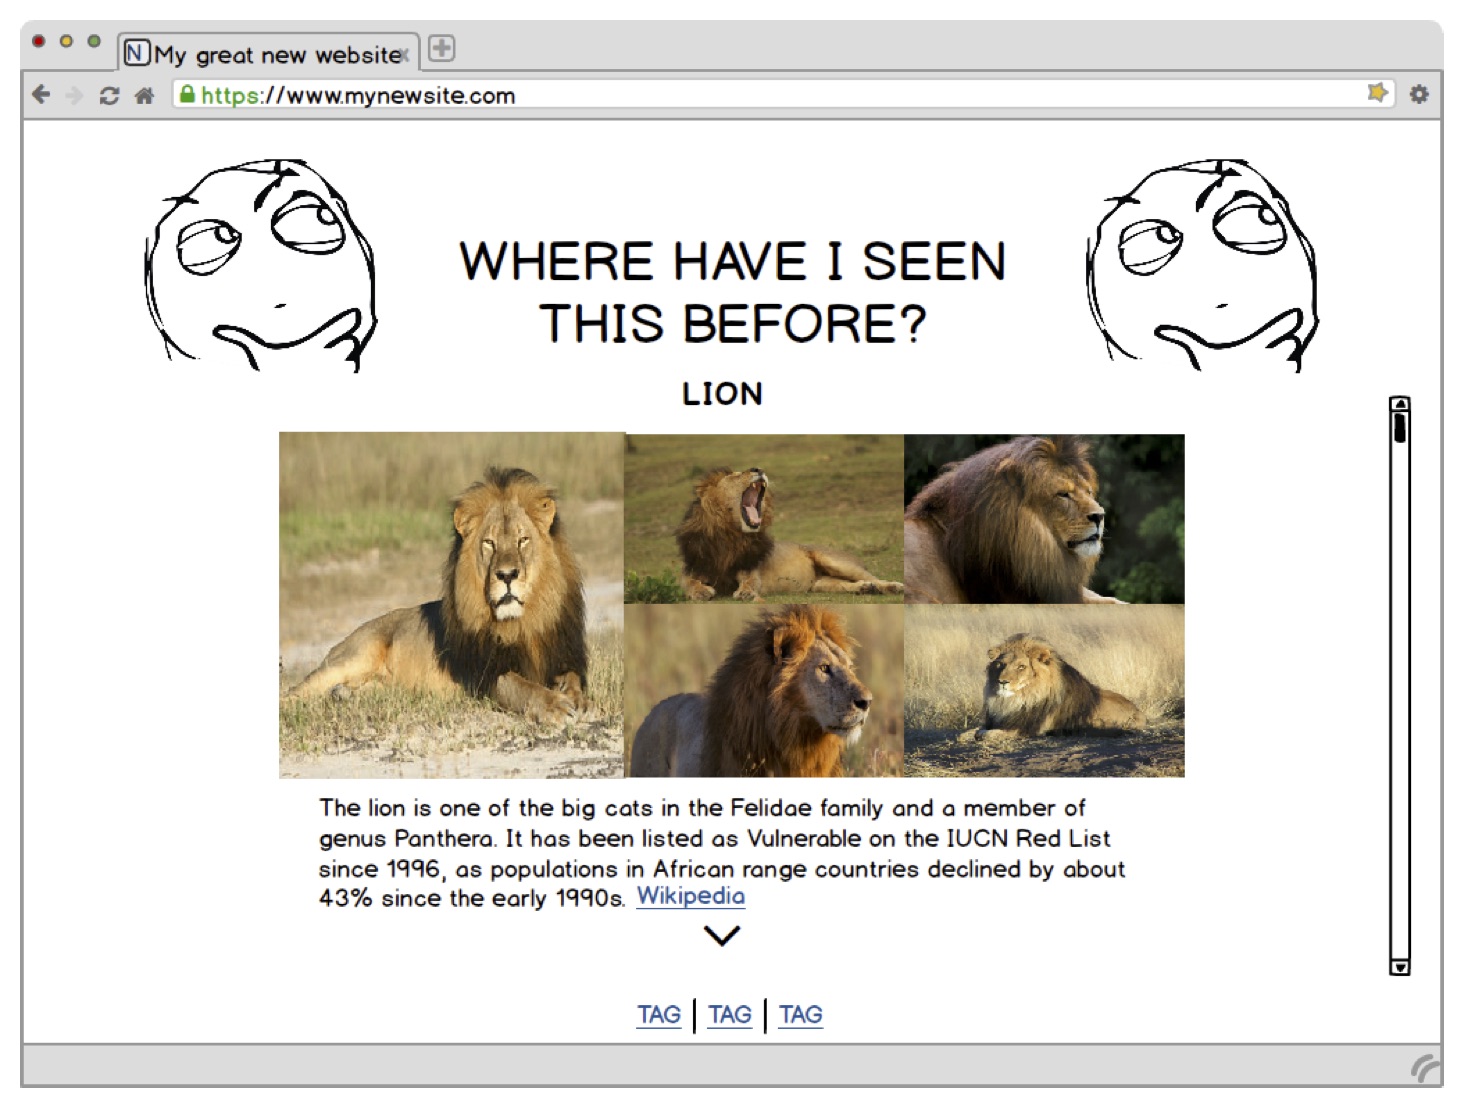 N My great new website
https://www.mynewsite.com
WHERE HAVE I SEEN
THIS BEFORE?
LION
The lion is one of the big cats in the Felidae family and a member of
genus Panthera. It has been listed as Vulnerable on the IUCN Red List
since 1996, as populations in African range countries declined by about
43% since the early 1990s. Wikipedia
TAG | TAG | TAG